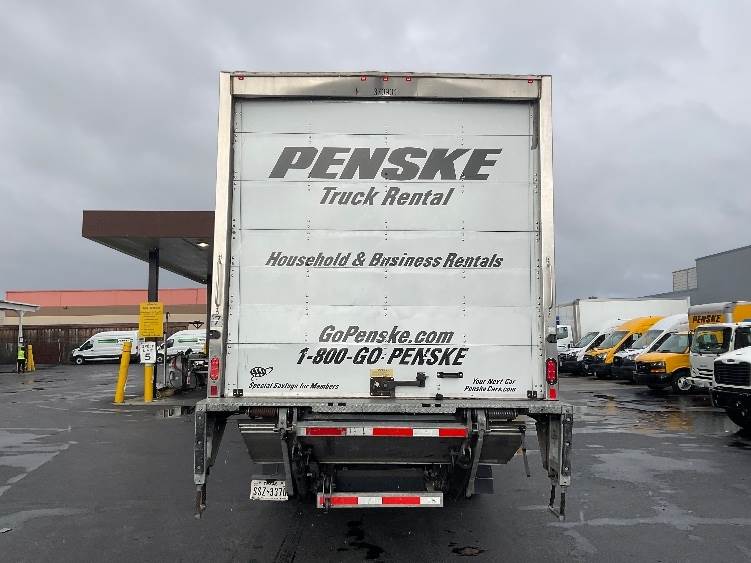 PENSKE
Truck Rental
Household & Business Rentals
GoPenske.com
1-800-GO-PENSKE
AAA
Special Savings for Members
Your Next Car
PenskeCars.com
PENSKE